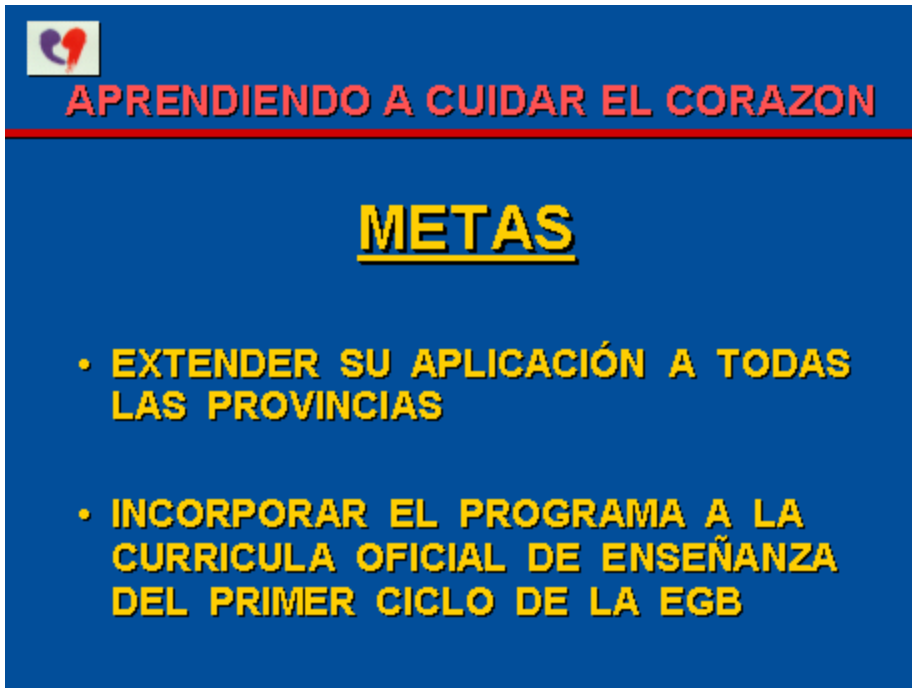 APRENDIENDO A CUIDAR EL CORAZON
METAS
• EXTENDER SU APLICACIÓN A TODAS
LAS PROVINCIAS
• INCORPORAR EL PROGRAMA A LA
CURRICULA OFICIAL DE ENSEÑANZA
DEL PRIMER CICLO DE LA EGB